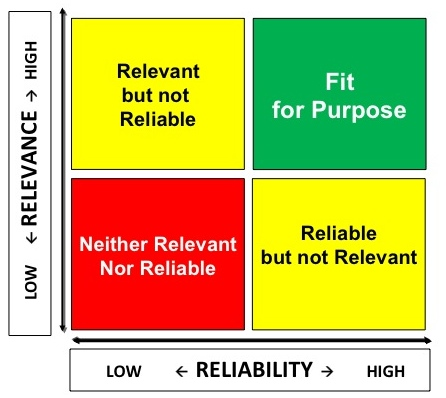 LOW ← RELEVANCE → HIGH
Relevant
but not
Reliable
Fit
for Purpose
Neither Relevant
Nor Reliable
Reliable
but not Relevant
LOW ← RELIABILITY → HIGH